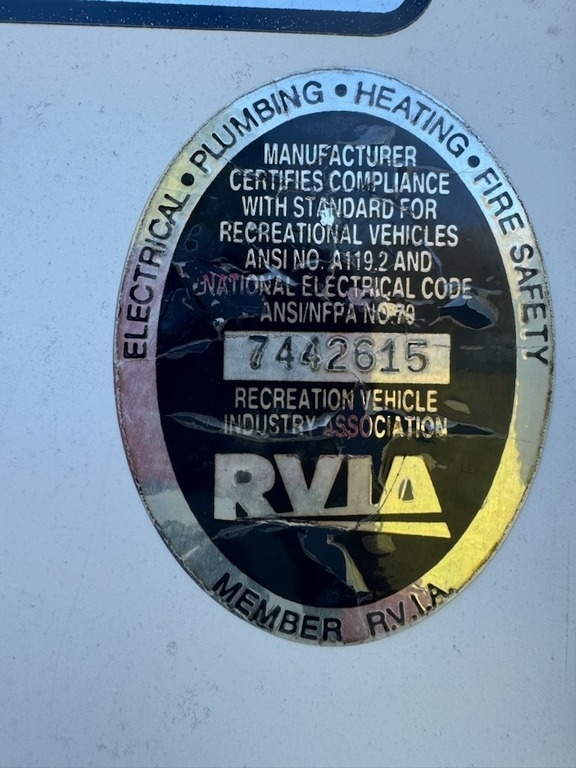 ELECTRICAL • PLUMBING • HEATING • FIRE SAFETY
MANUFACTURER
CERTIFIES COMPLIANCE
WITH STANDARD FOR
RECREATIONAL VEHICLES
ANSI NO. A119.2 AND
NATIONAL ELECTRICAL CODE
ANSI/NFPA NO.70
7442615
RECREATION VEHICLE
INDUSTRY ASSOCIATION
RVIA
MEMBER R.V.I.A.